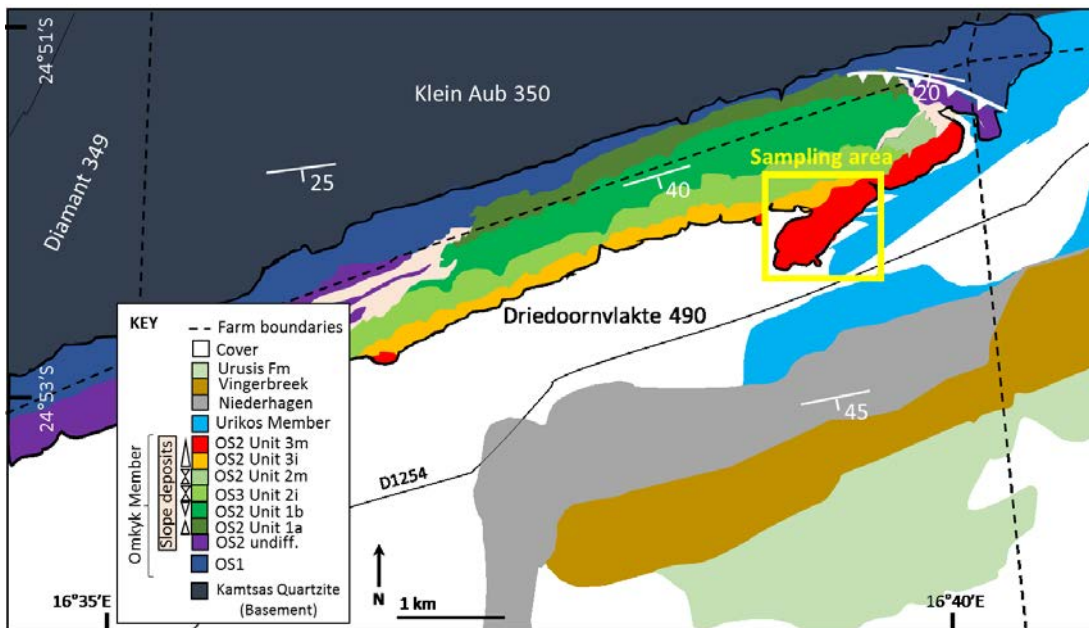 24°51'S
Klein Aub 350
20
Diamant 349
Sampling area
25
40
Driedoornvlakte 490
KEY
Farm boundaries
Cover
Urusis Fm
Vingerbreek
Niederhagen
Urikos Member
OS2 Unit 3m
OS2 Unit 3i
OS2 Unit 2m
OS3 Unit 2i
OS2 Unit 1b
OS2 Unit 1a
OS2 undiff.
OS1
Kamtsas Quartzite
(Basement)
Omkyk Member
Slope deposits
24°53'S
45
D1254
16°35'E
N
1 km
16°40'E